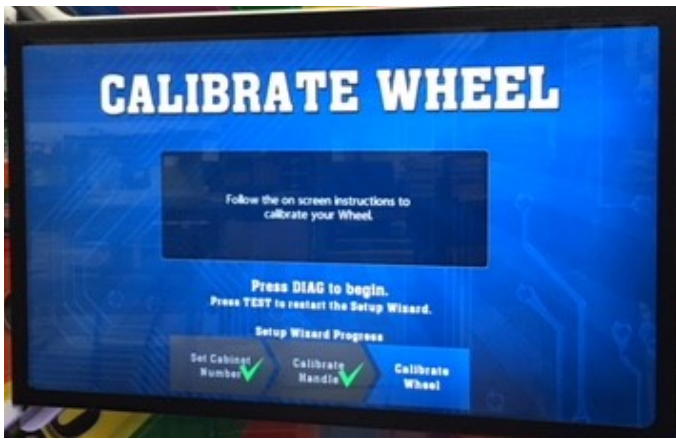 CALIBRATE WHEEL
Follow the on screen instructions to
calibrate your Wheel.
Press DIAG to begin.
Press TEST to restart the Setup Wizard.
Setup Wizard Progress
Set Cabinet
Number
Calibrate
Handle
Calibrate
Wheel